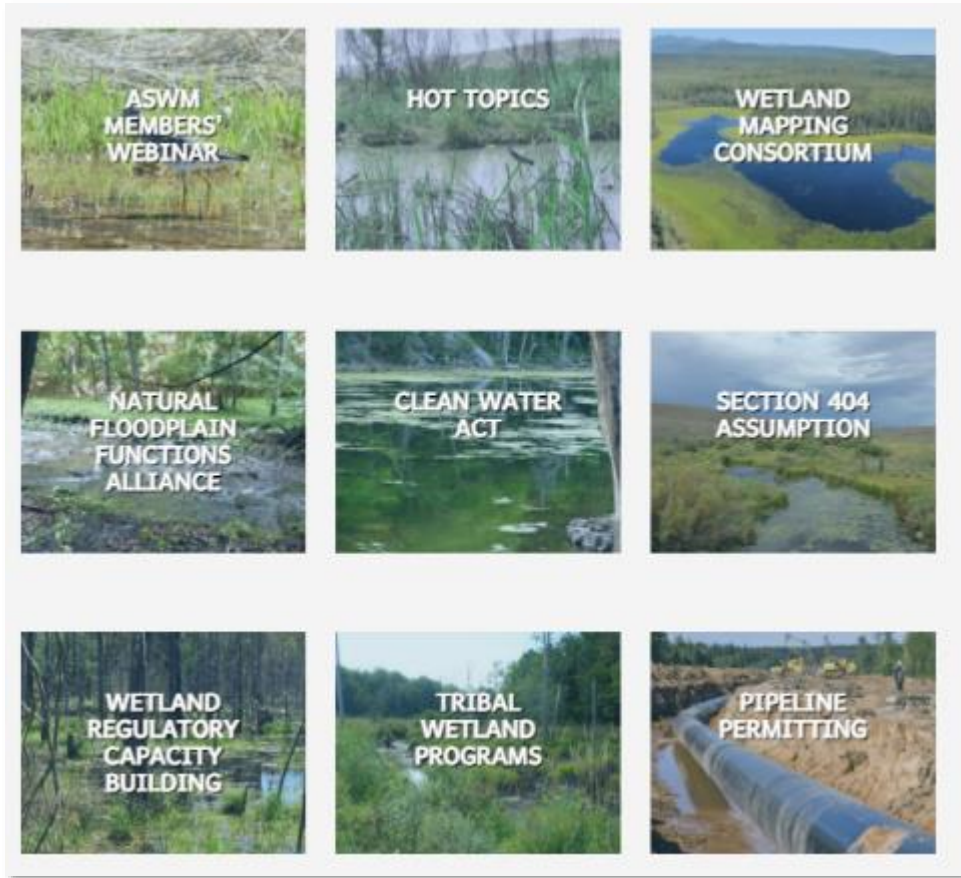 ASWM
MEMBERS'
WEBINAR
HOT TOPICS
WETLAND
MAPPING
CONSORTIUM
NATURAL
FLOODPLAIN
FUNCTIONS
ALLIANCE
CLEAN WATER
ACT
SECTION 404
ASSUMPTION
WETLAND
REGULATORY
CAPACITY
BUILDING
TRIBAL
WETLAND
PROGRAMS
PIPELINE
PERMITTING